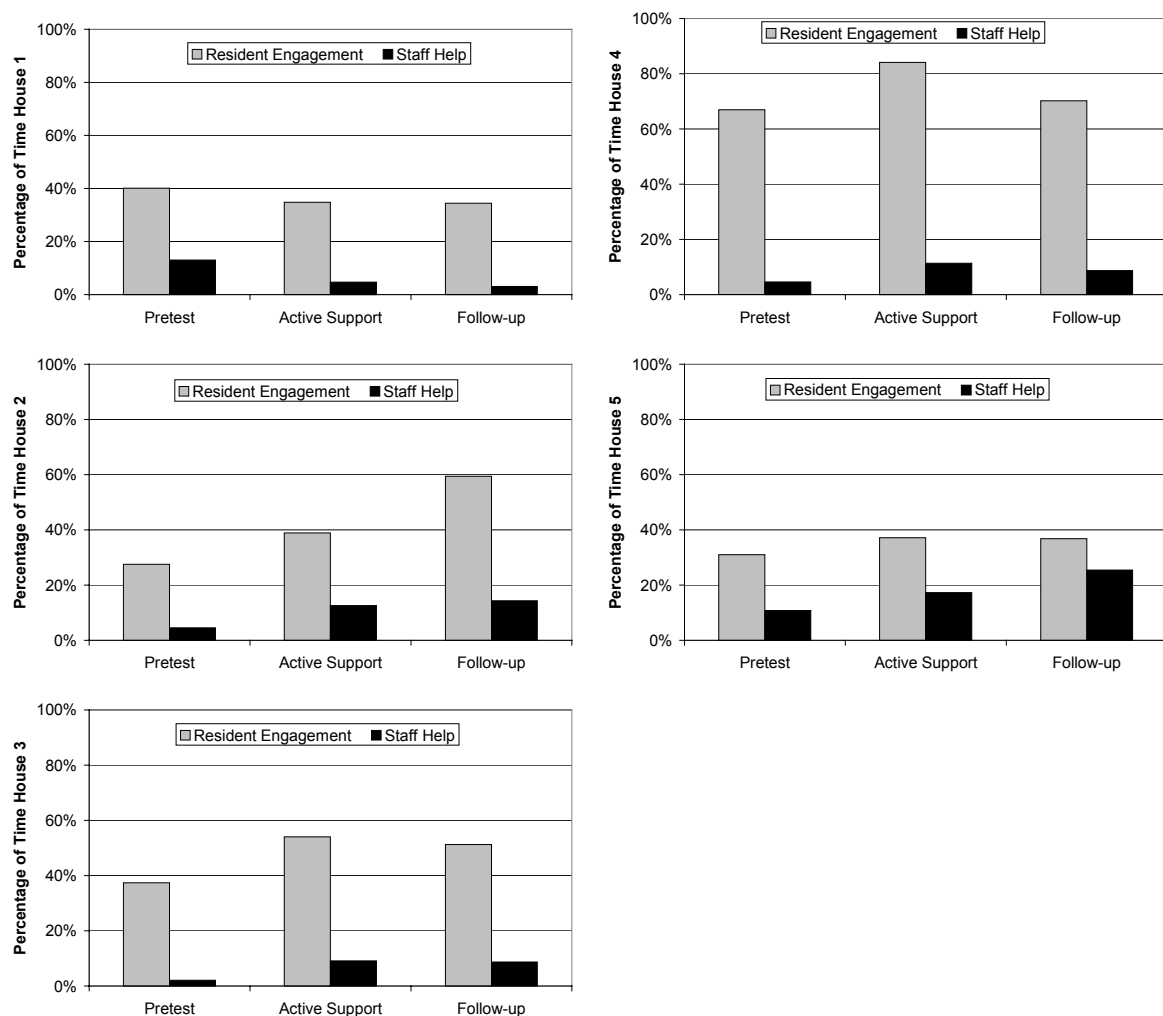 Percentage of Time House 1
100%
80%
60%
40%
20%
0%
Resident Engagement Staff Help
Pretest Active Support Follow-up
Percentage of Time House 2
100%
80%
60%
40%
20%
0%
Resident Engagement Staff Help
Pretest Active Support Follow-up
Percentage of Time House 3
100%
80%
60%
40%
20%
0%
Resident Engagement Staff Help
Pretest Active Support Follow-up
Percentage of Time House 4
100%
80%
60%
40%
20%
0%
Resident Engagement Staff Help
Pretest Active Support Follow-up
Percentage of Time House 5
100%
80%
60%
40%
20%
0%
Resident Engagement Staff Help
Pretest Active Support Follow-up